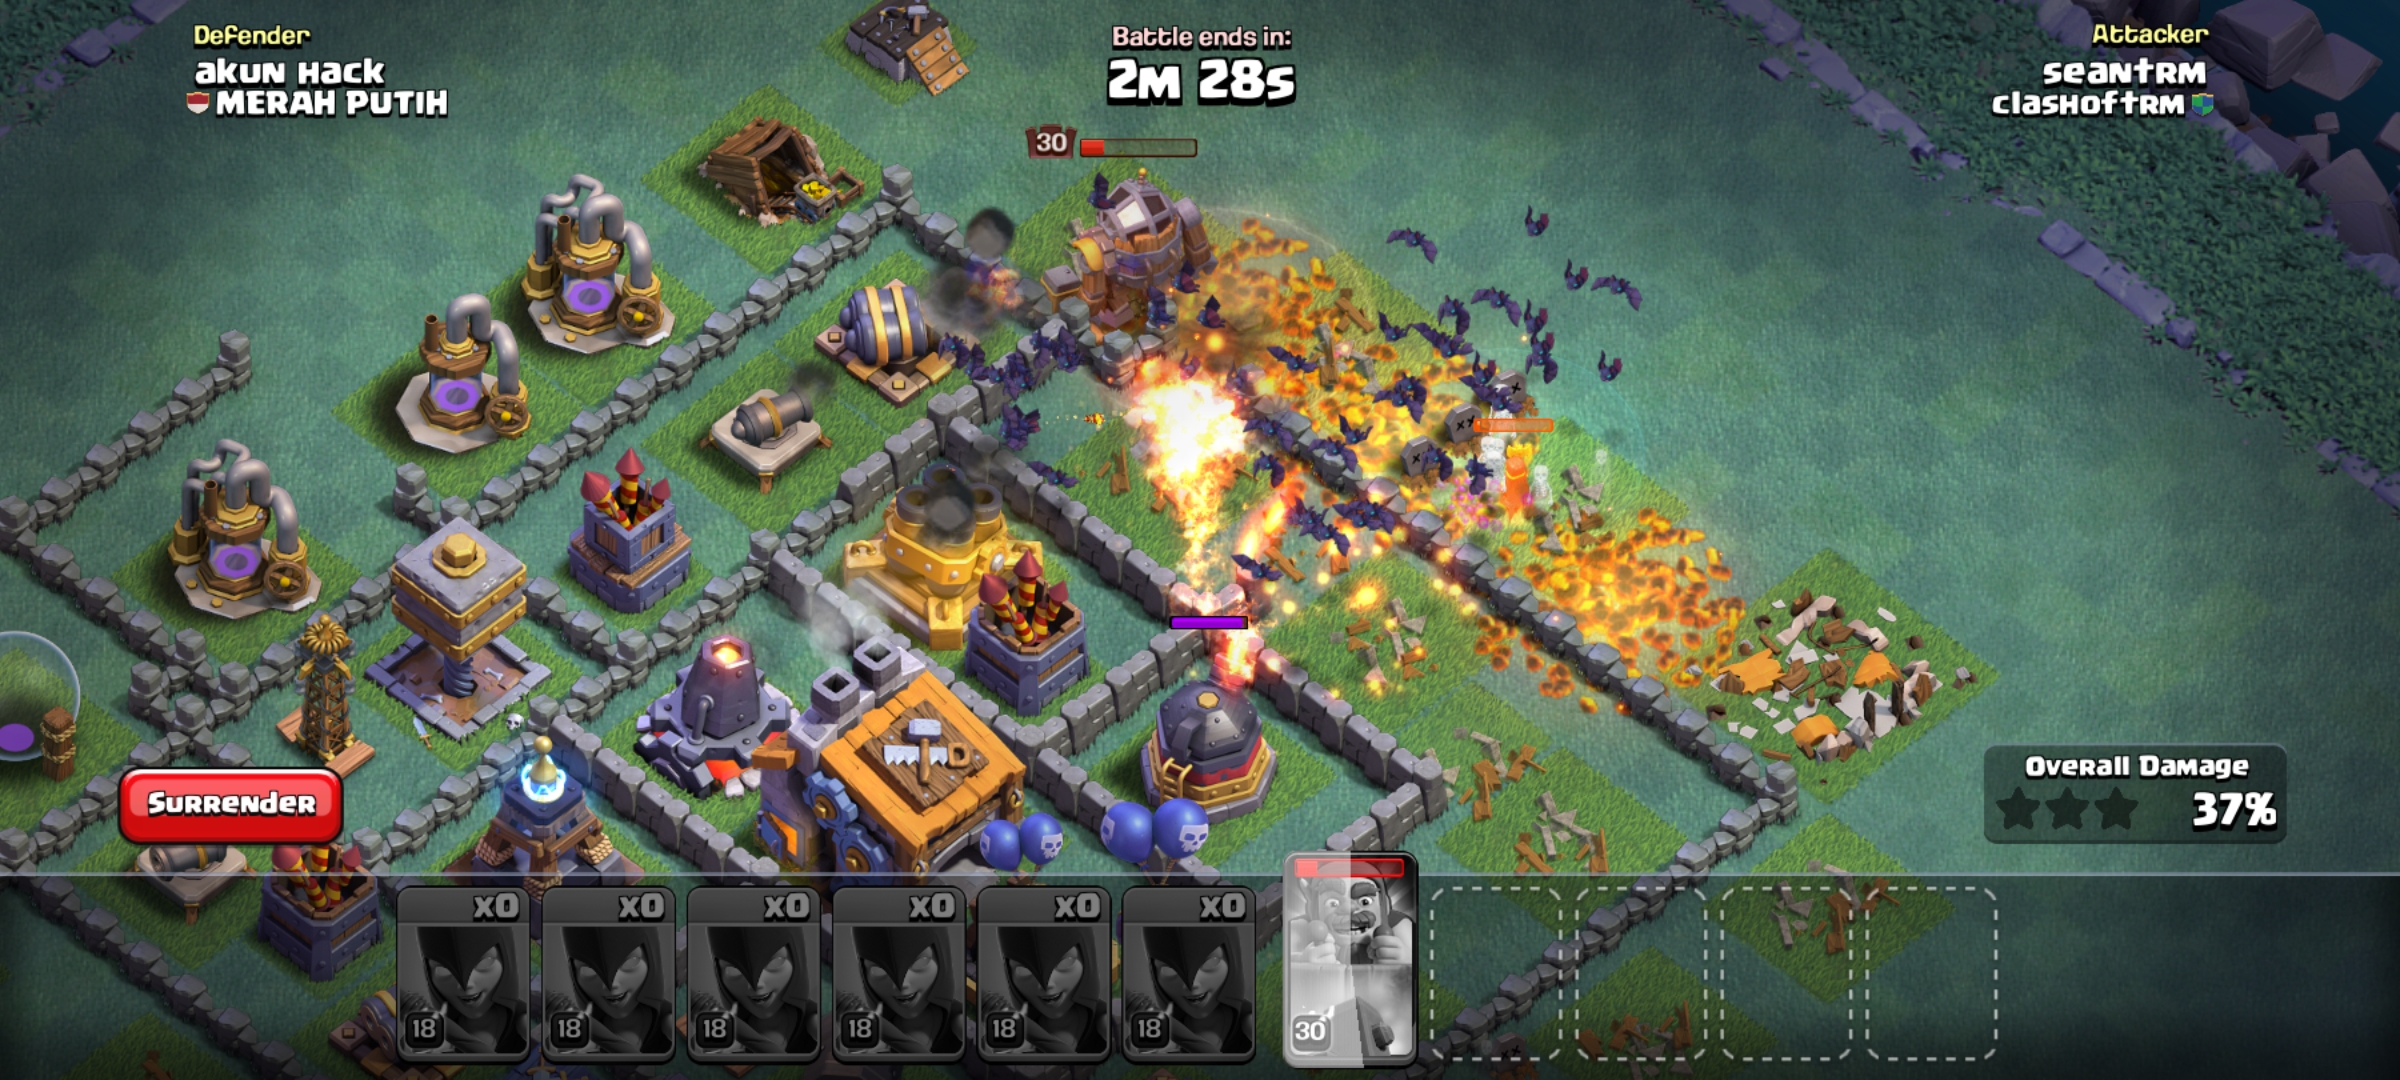 Defender
akun Hack
MERAH PUTIH
Battle ends in:
2M 28s
Attacker
seantRM
clashoftRM
30
Surrender
Overall Damage
37%
x0 x0 x0 x0 x0 x0
18 18 18 18 18 18 30